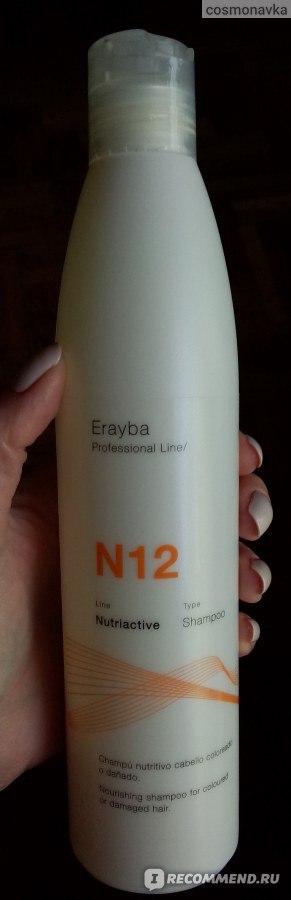 cosmonavka
Erayba
Professional Line/
N12
Line Type
Nutriactive Shampoo
Champú nutritivo cabello coloreado
o dañado.
Nourishing shampoo for coloured
or damaged hair.
I RECOMMEND.RU